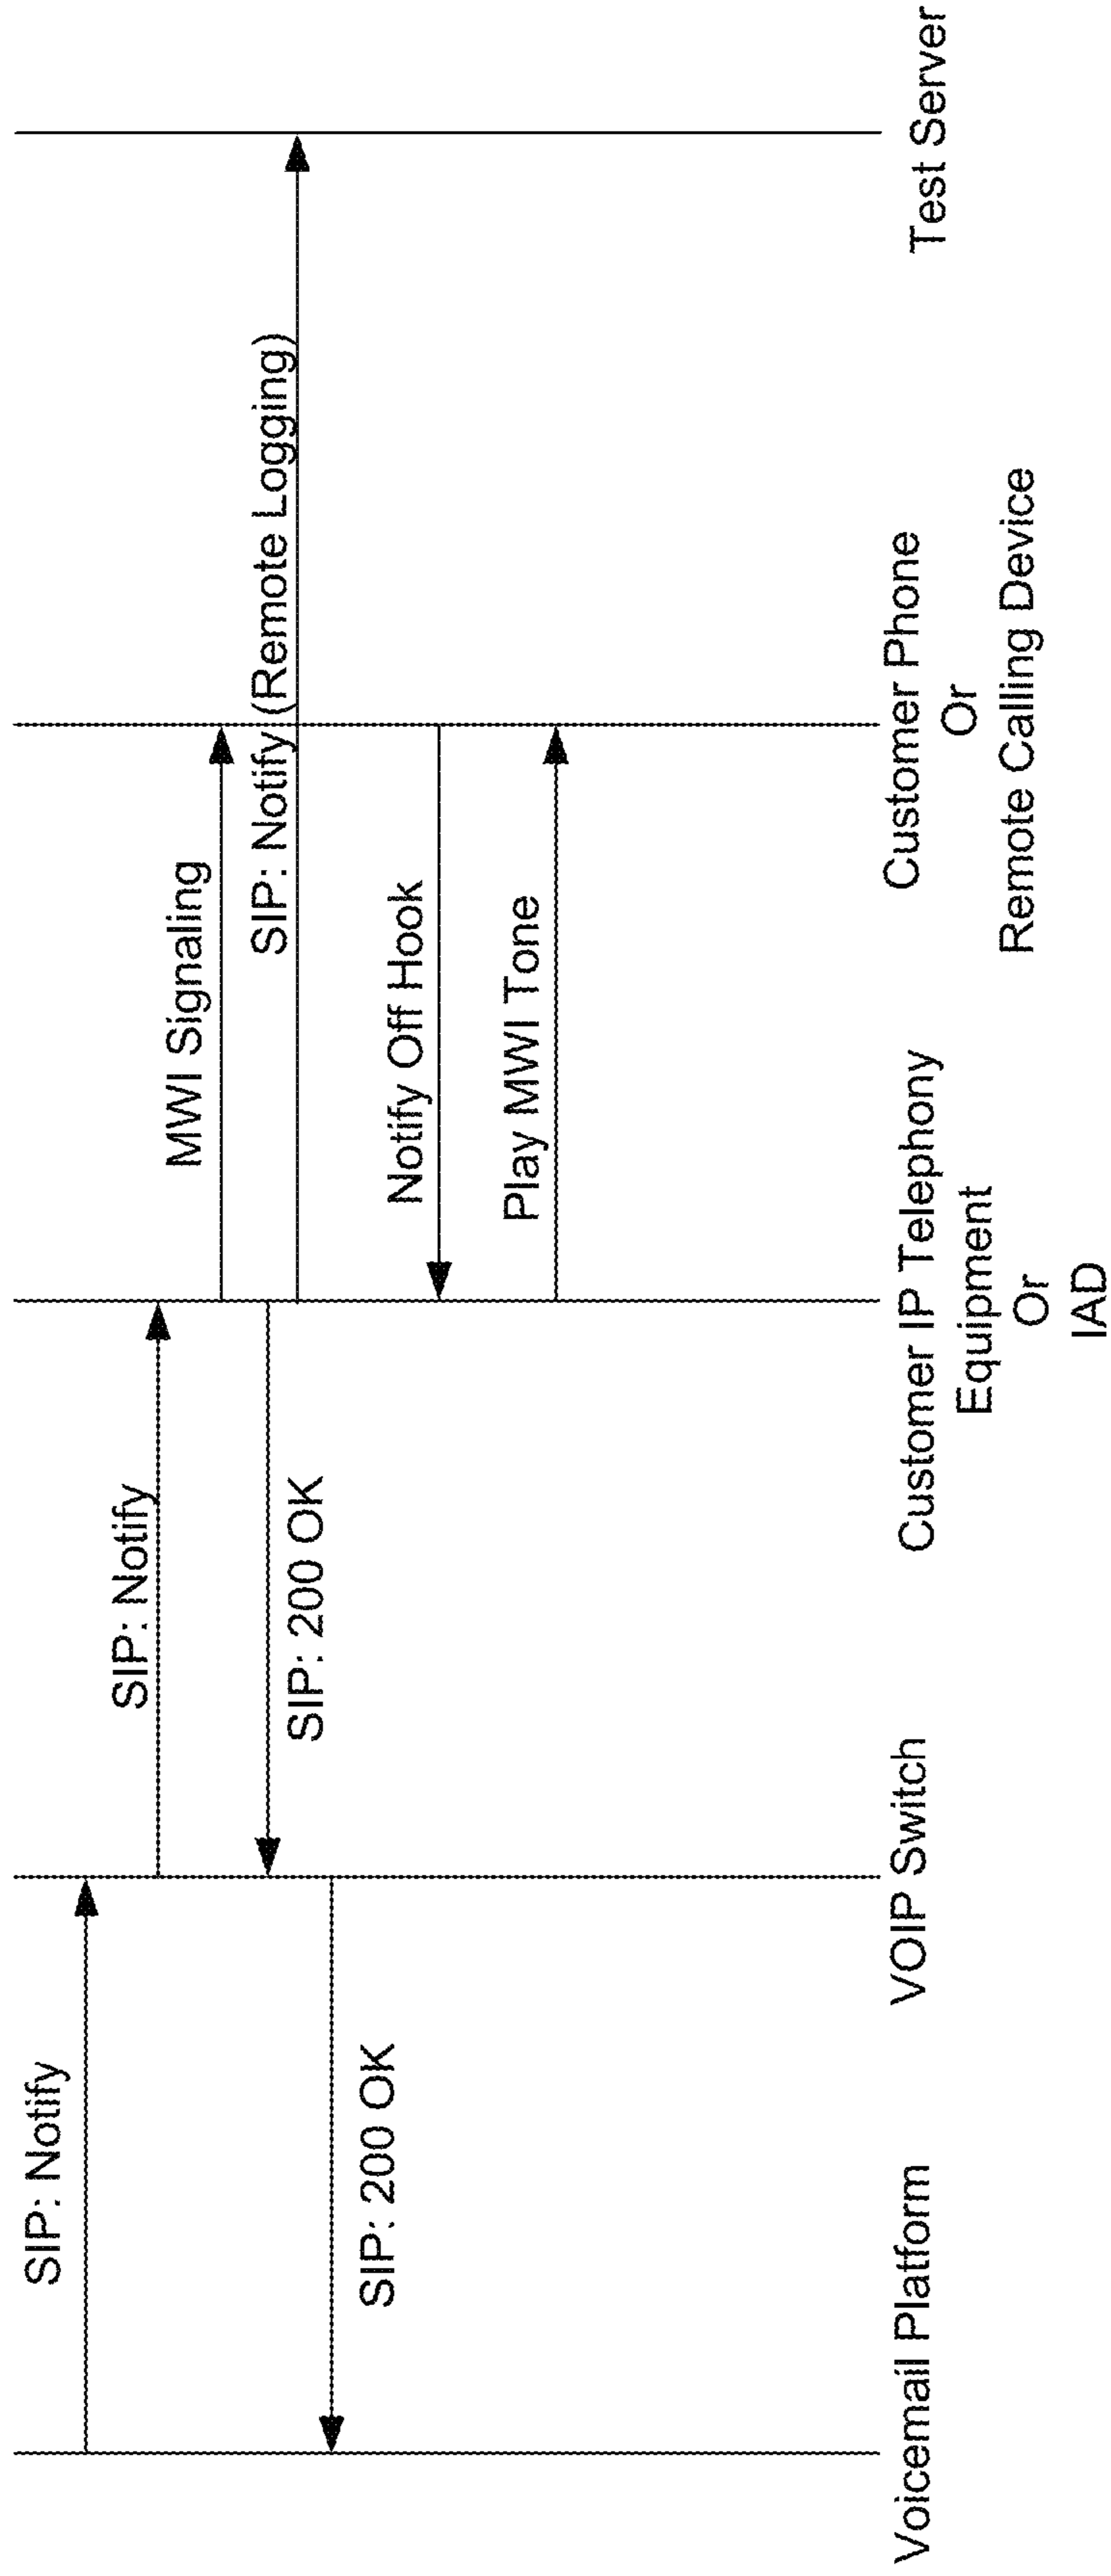 SIP: Notify
SIP: Notify
MWI Signaling
SIP: 200 OK
SIP: Notify (Remote Logging)
SIP: 200 OK
Notify Off Hook
Play MWI Tone
Voicemail Platform
VOIP Switch
Customer IP Telephony
Equipment
Or
IAD
Customer Phone
Or
Remote Calling Device
Test Server